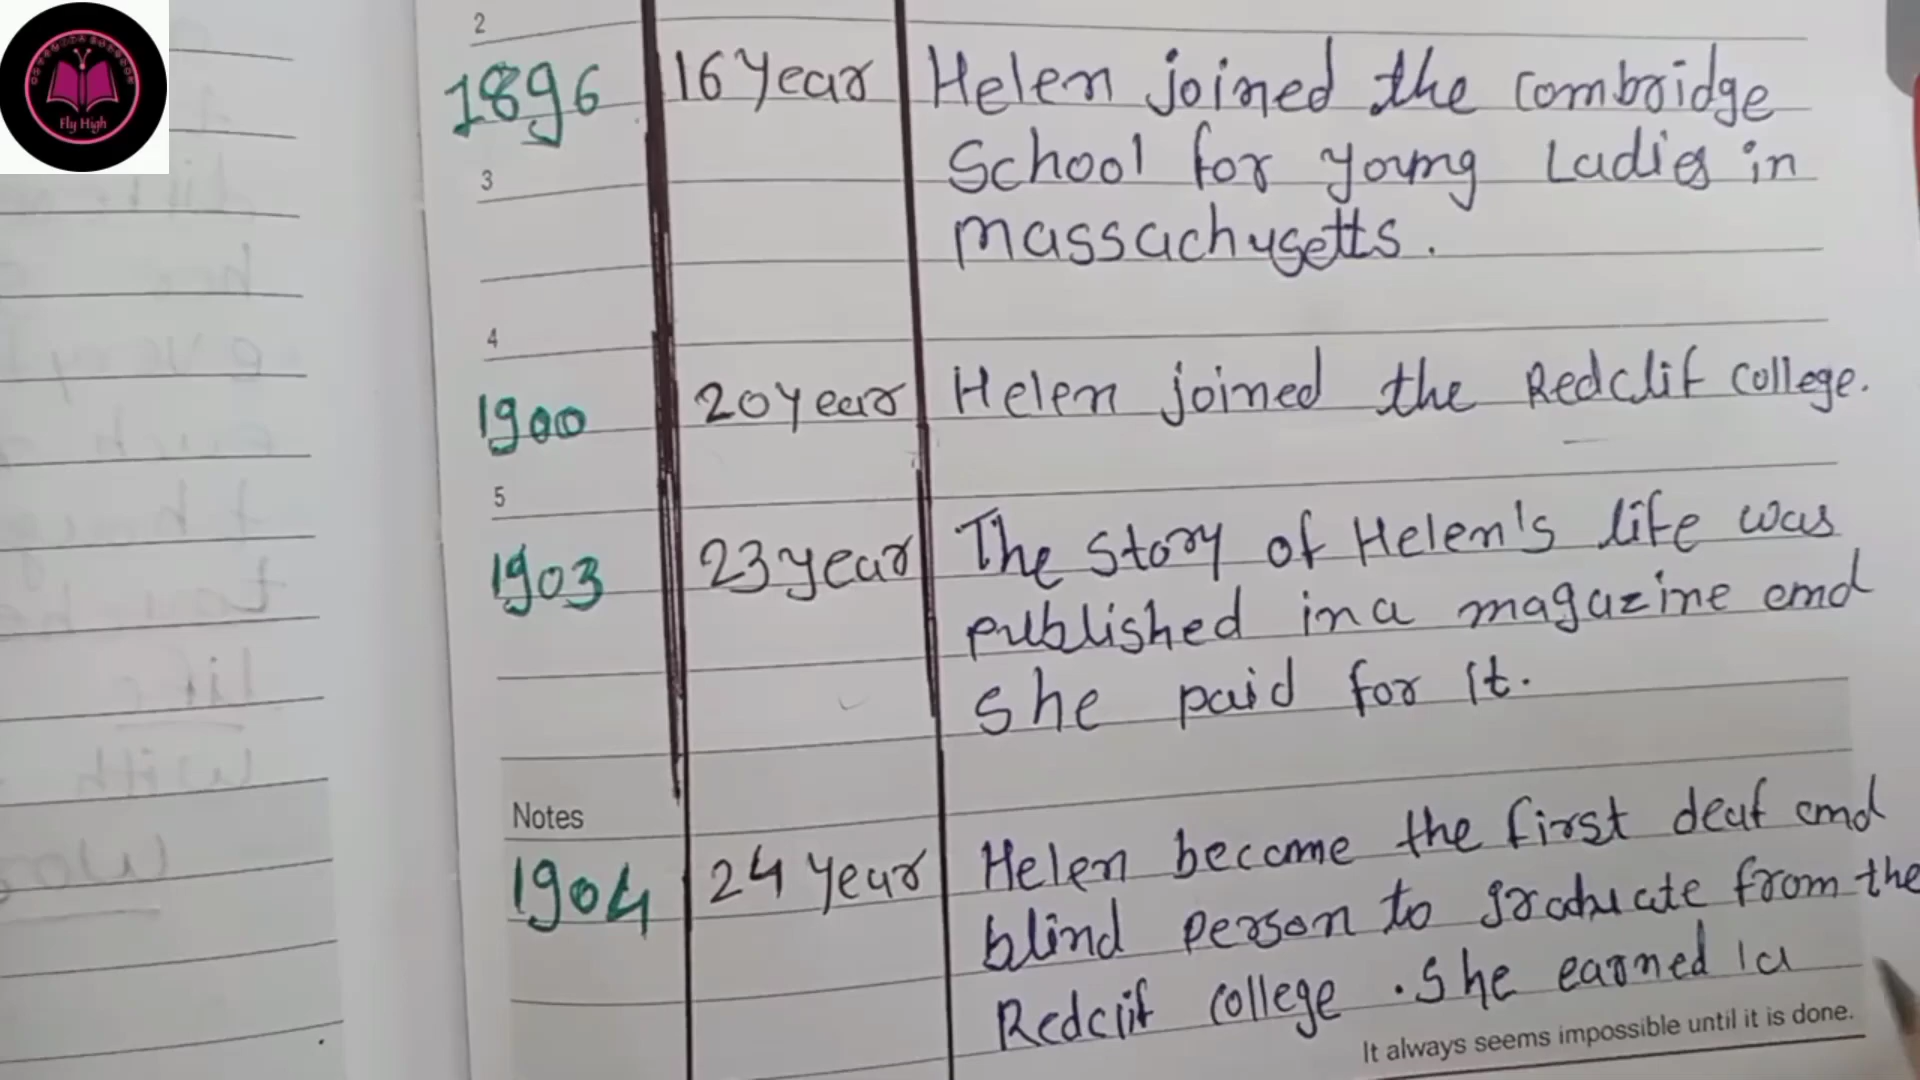 Fly High
2
1896 16 year Helen joined the Combridge
School for young Ladies in
3
massachusetts.
4
1900 20 year Helen joined the Redclif college.
5
1903 23 year The story of Helen's life was
published in a magazine and
she paid for it.
Notes
1904 24 year Helen become the first deaf and
blind person to graduate from the
Redclif college. She earned
It always seems impossible until it is done.